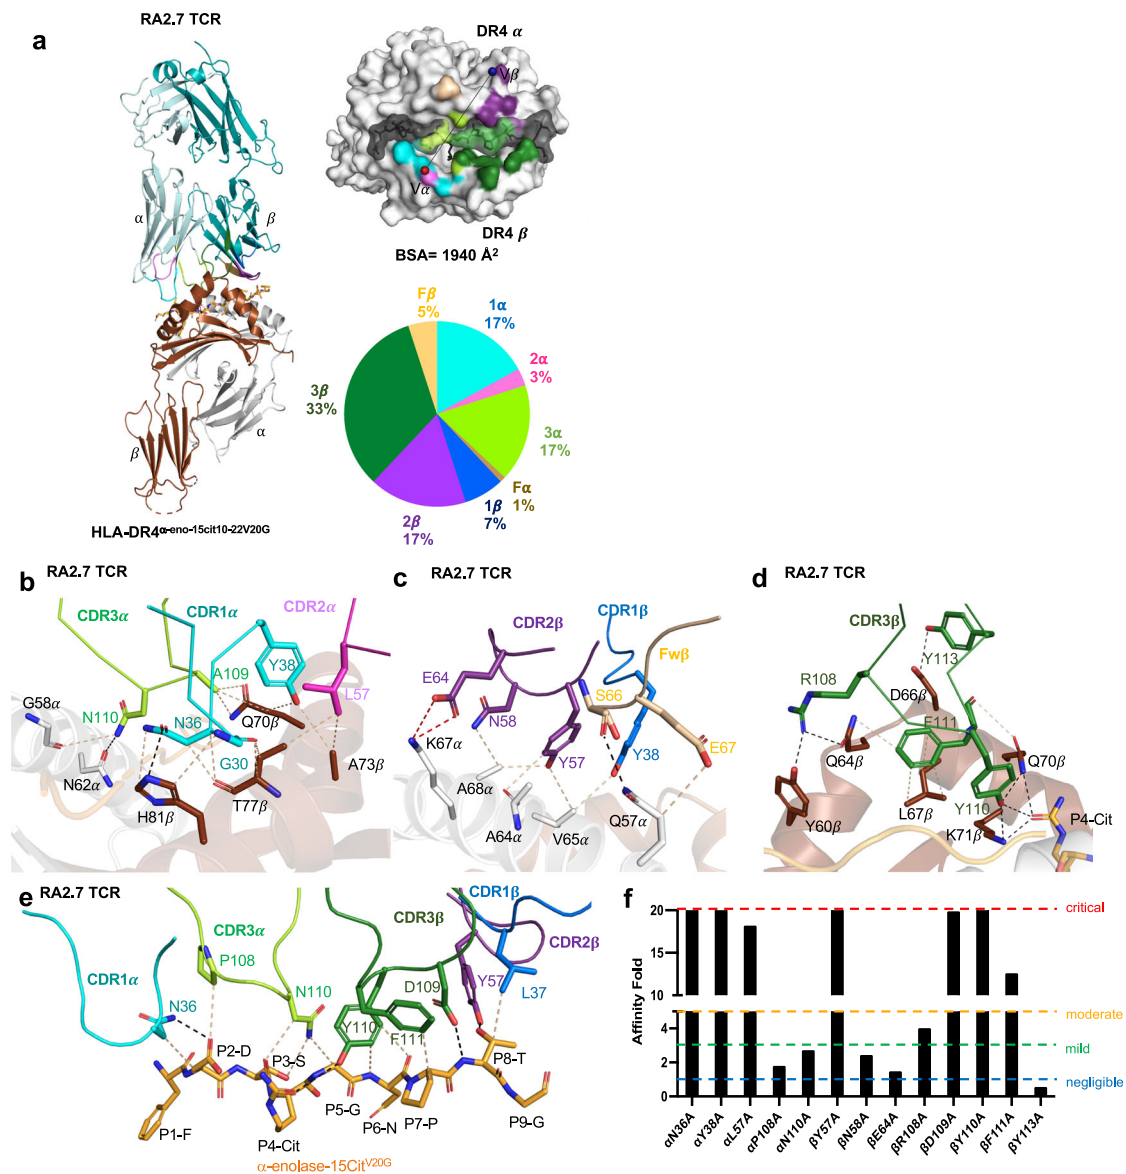 RA2.7 TCR
a
α
β
β
α
HLA-DR4α-eno-15cit10-22V20G
DR4 α
Vβ
Vα
DR4 β
BSA= 1940 Å2
Fβ
5%
1α
17%
2α
3%
3α
17%
Fα
1%
1β
7%
2β
17%
3β
33%
b
RA2.7 TCR
CDR3α
CDR1α
CDR2α
A109
Y38
L57
G58α
N110
N36
Q70β
G30
A73β
N62α
T77β
H81β
c
RA2.7 TCR
CDR2β
CDR1β
Fwβ
E64
N58
S66
K67α
Y57
Y38
E67
A68α
A64α
V65α
Q57α
d
RA2.7 TCR
CDR3β
Y113
R108
D66β
F111
Q64β
Q70β
Y110
Y60β
L67β
K71β
P4-Cit
e
RA2.7 TCR
CDR1α
CDR3α
P108
N36
N110
CDR3β
CDR1β
CDR2β
Y57
D109
L37
Y110
F111
P2-D
P3-S
P8-T
P1-F
P5-G
P7-P
P9-G
P4-Cit
P6-N
α-enolase-15CitV20G
f
Affinity Fold
20
15
10
4
2
0
critical
moderate
mild
negligible
αN36A
αY38A
αL57A
αP108A
αN110A
βY57A
βN58A
βE64A
βR108A
βD109A
βY110A
βF111A
βY113A